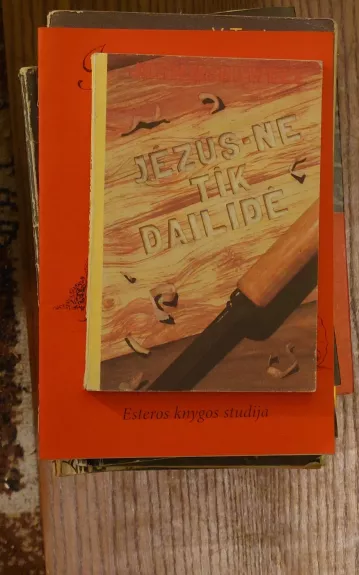 JĖZUS-NE
TIK
DAILIDĖ
Esteros knygos studija